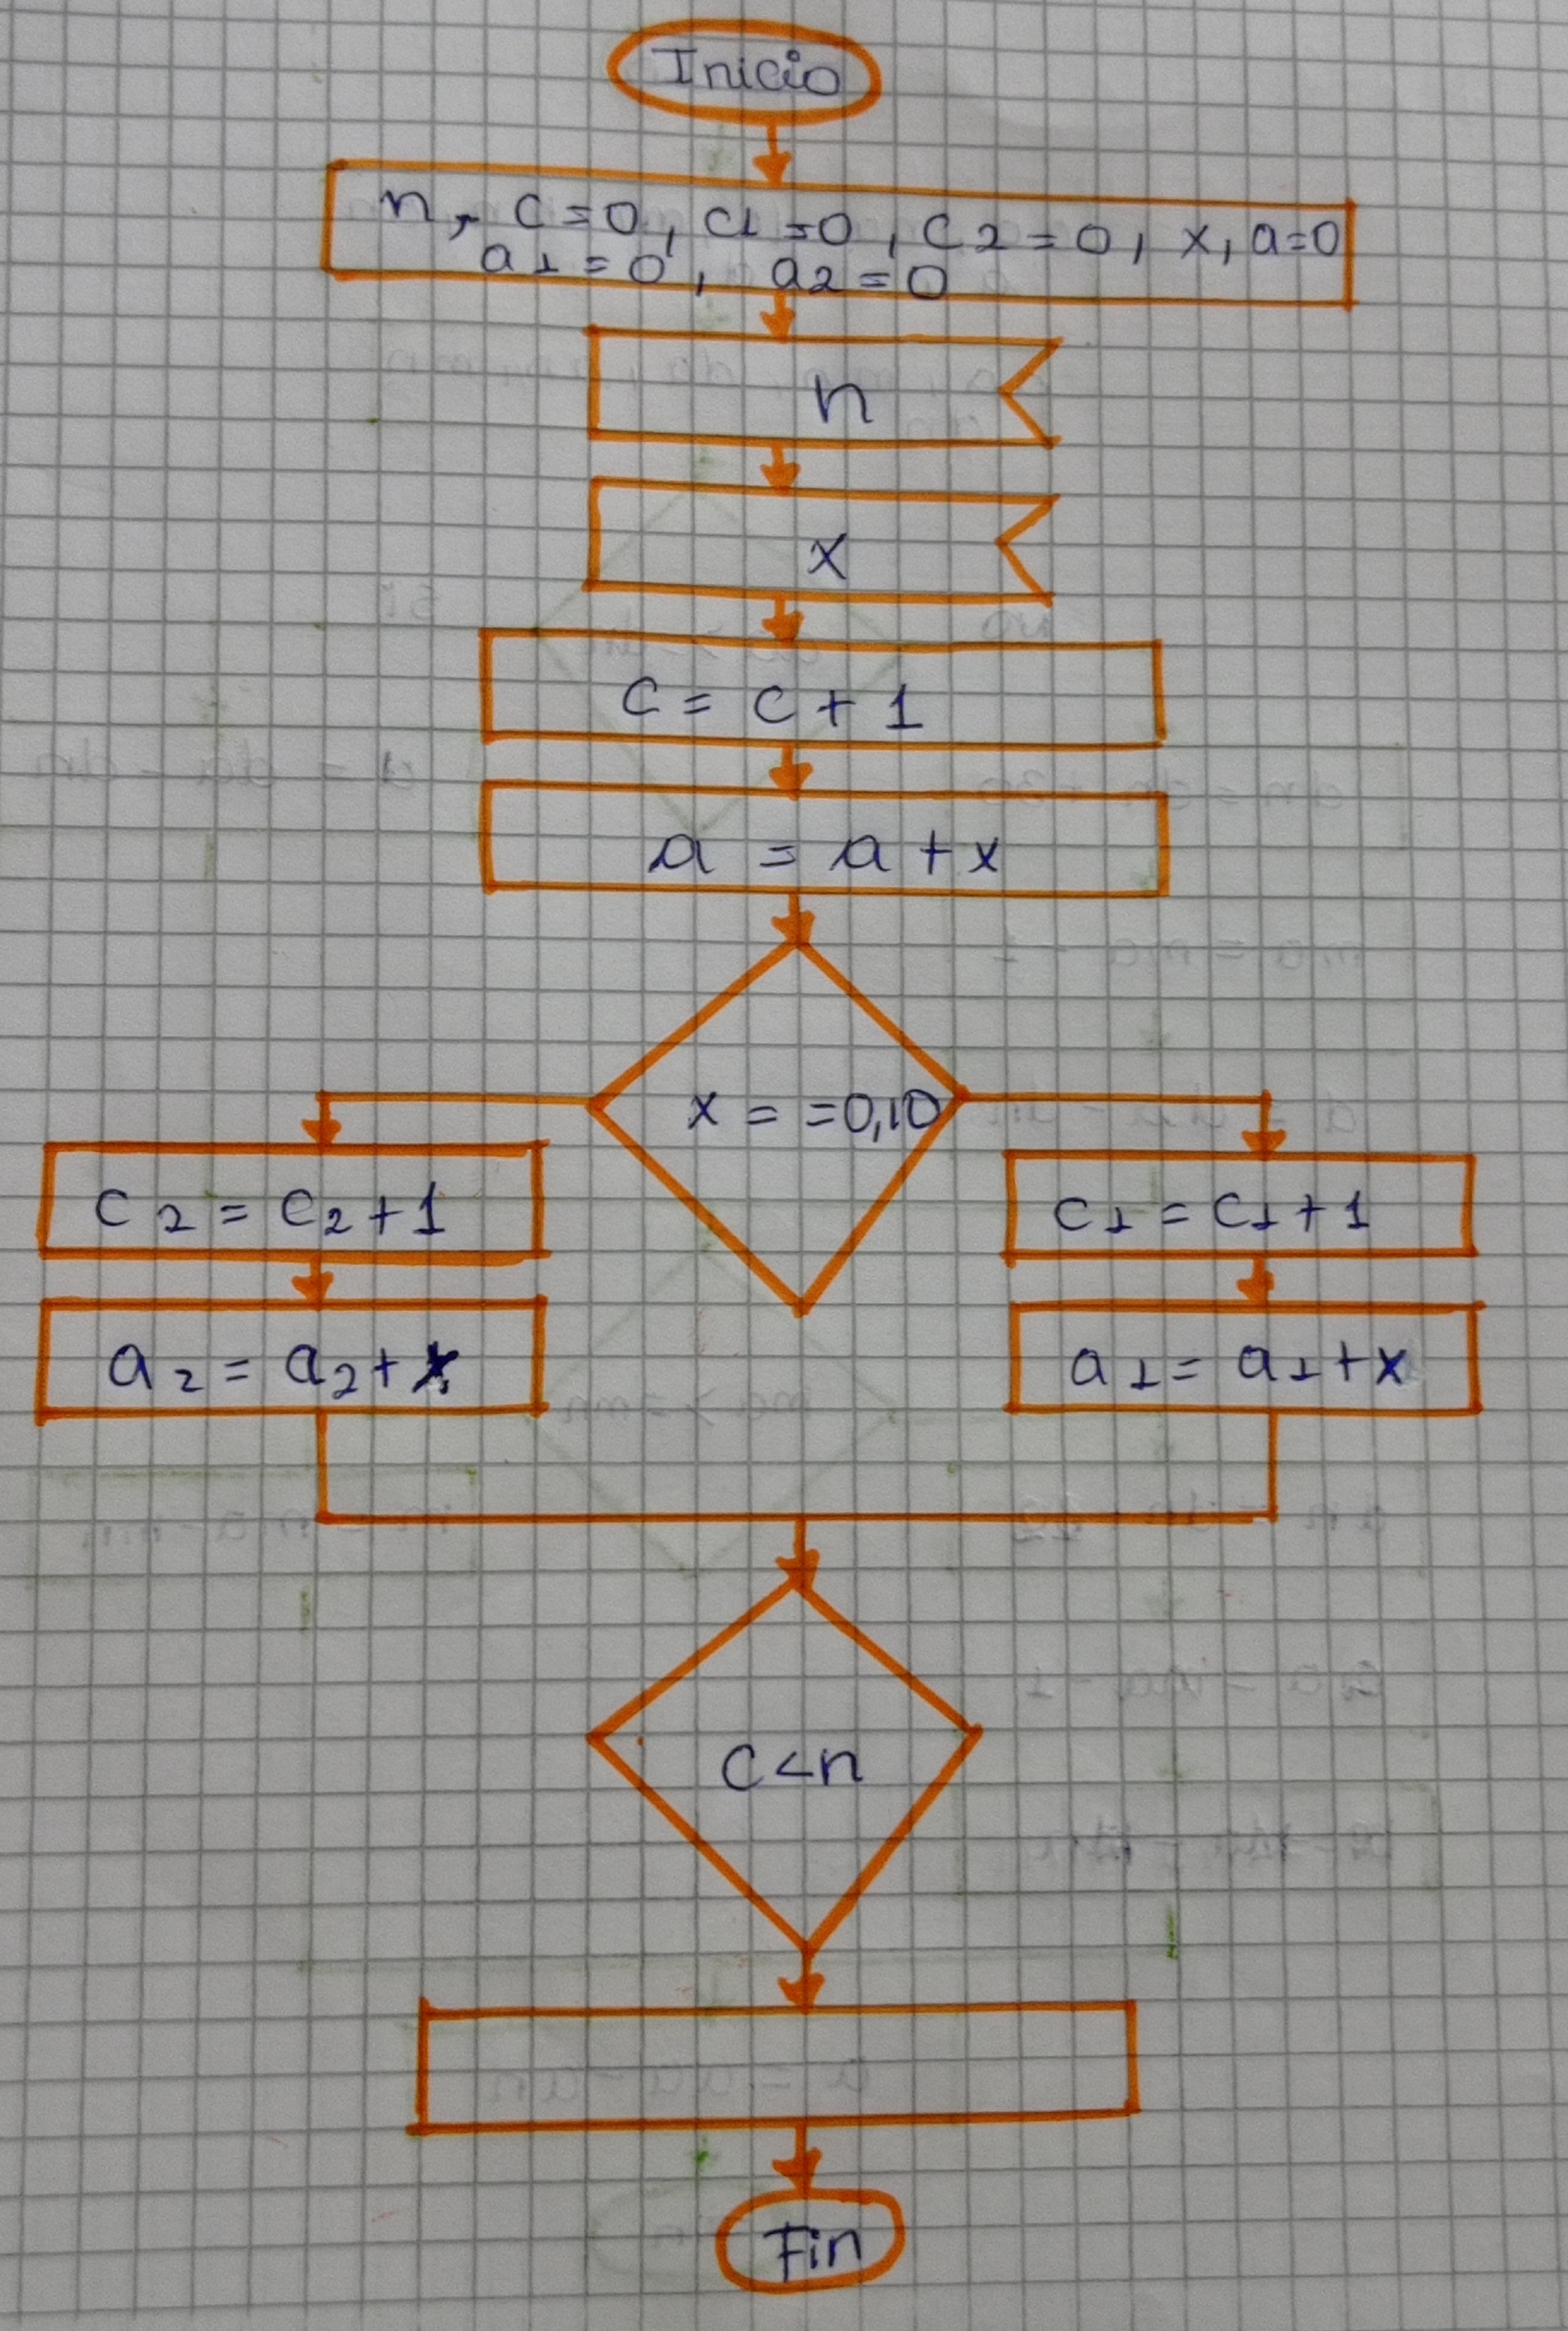 Inicio
n, c=0, c1=0, c2=0, x, a=0
a1=0, a2=0
n
x
c = c + 1
a = a + x
x = =0,10
c2 = c2+1
c1 = c1+1
a2 = a2+x
a1 = a1+x
c<n
Fin